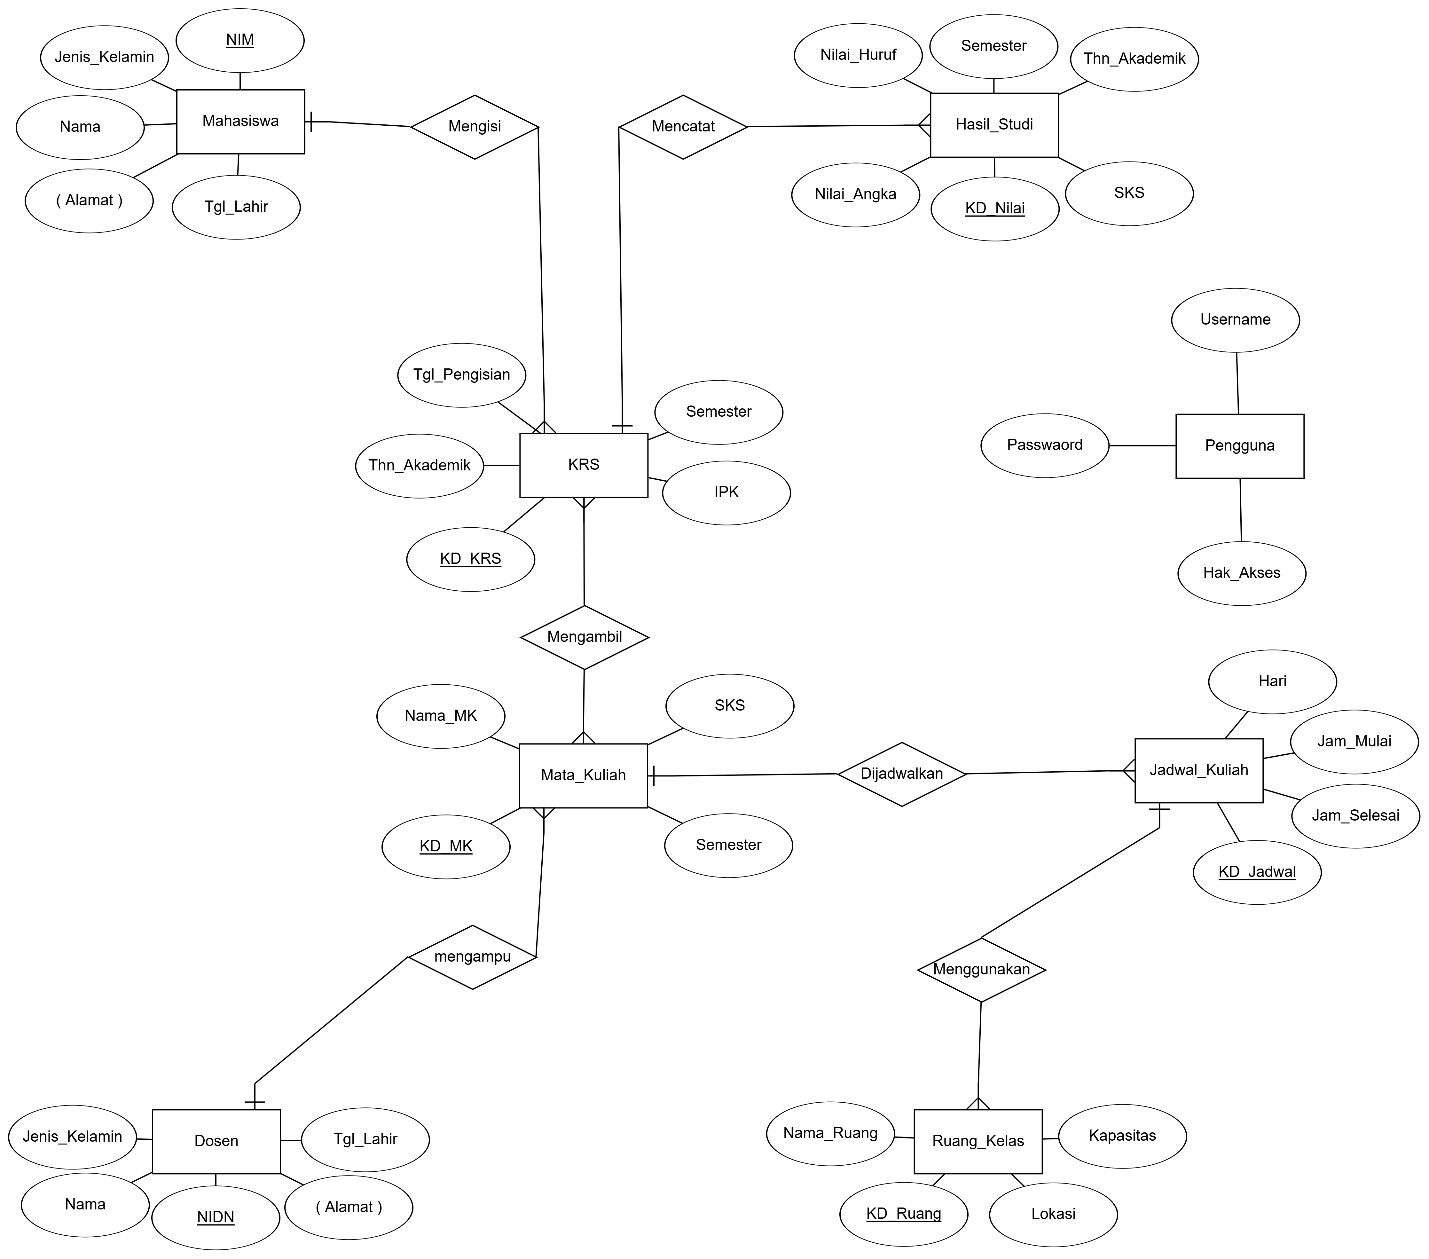 NIM
Jenis_Kelamin
Nama
Mahasiswa
( Alamat )
Tgl_Lahir
Mengisi
Mencatat
Nilai_Huruf
Semester
Thn_Akademik
Hasil_Studi
Nilai_Angka
KD_Nilai
SKS
Username
Passwaord
Pengguna
Hak_Akses
Tgl_Pengisian
Semester
Thn_Akademik
KRS
IPK
KD_KRS
Mengambil
Nama_MK
SKS
Mata_Kuliah
KD_MK
Semester
Dijadwalkan
Hari
Jam_Mulai
Jadwal_Kuliah
Jam_Selesai
KD_Jadwal
mengampu
Menggunakan
Jenis_Kelamin
Dosen
Tgl_Lahir
Nama
NIDN
( Alamat )
Nama_Ruang
Ruang_Kelas
Kapasitas
KD_Ruang
Lokasi